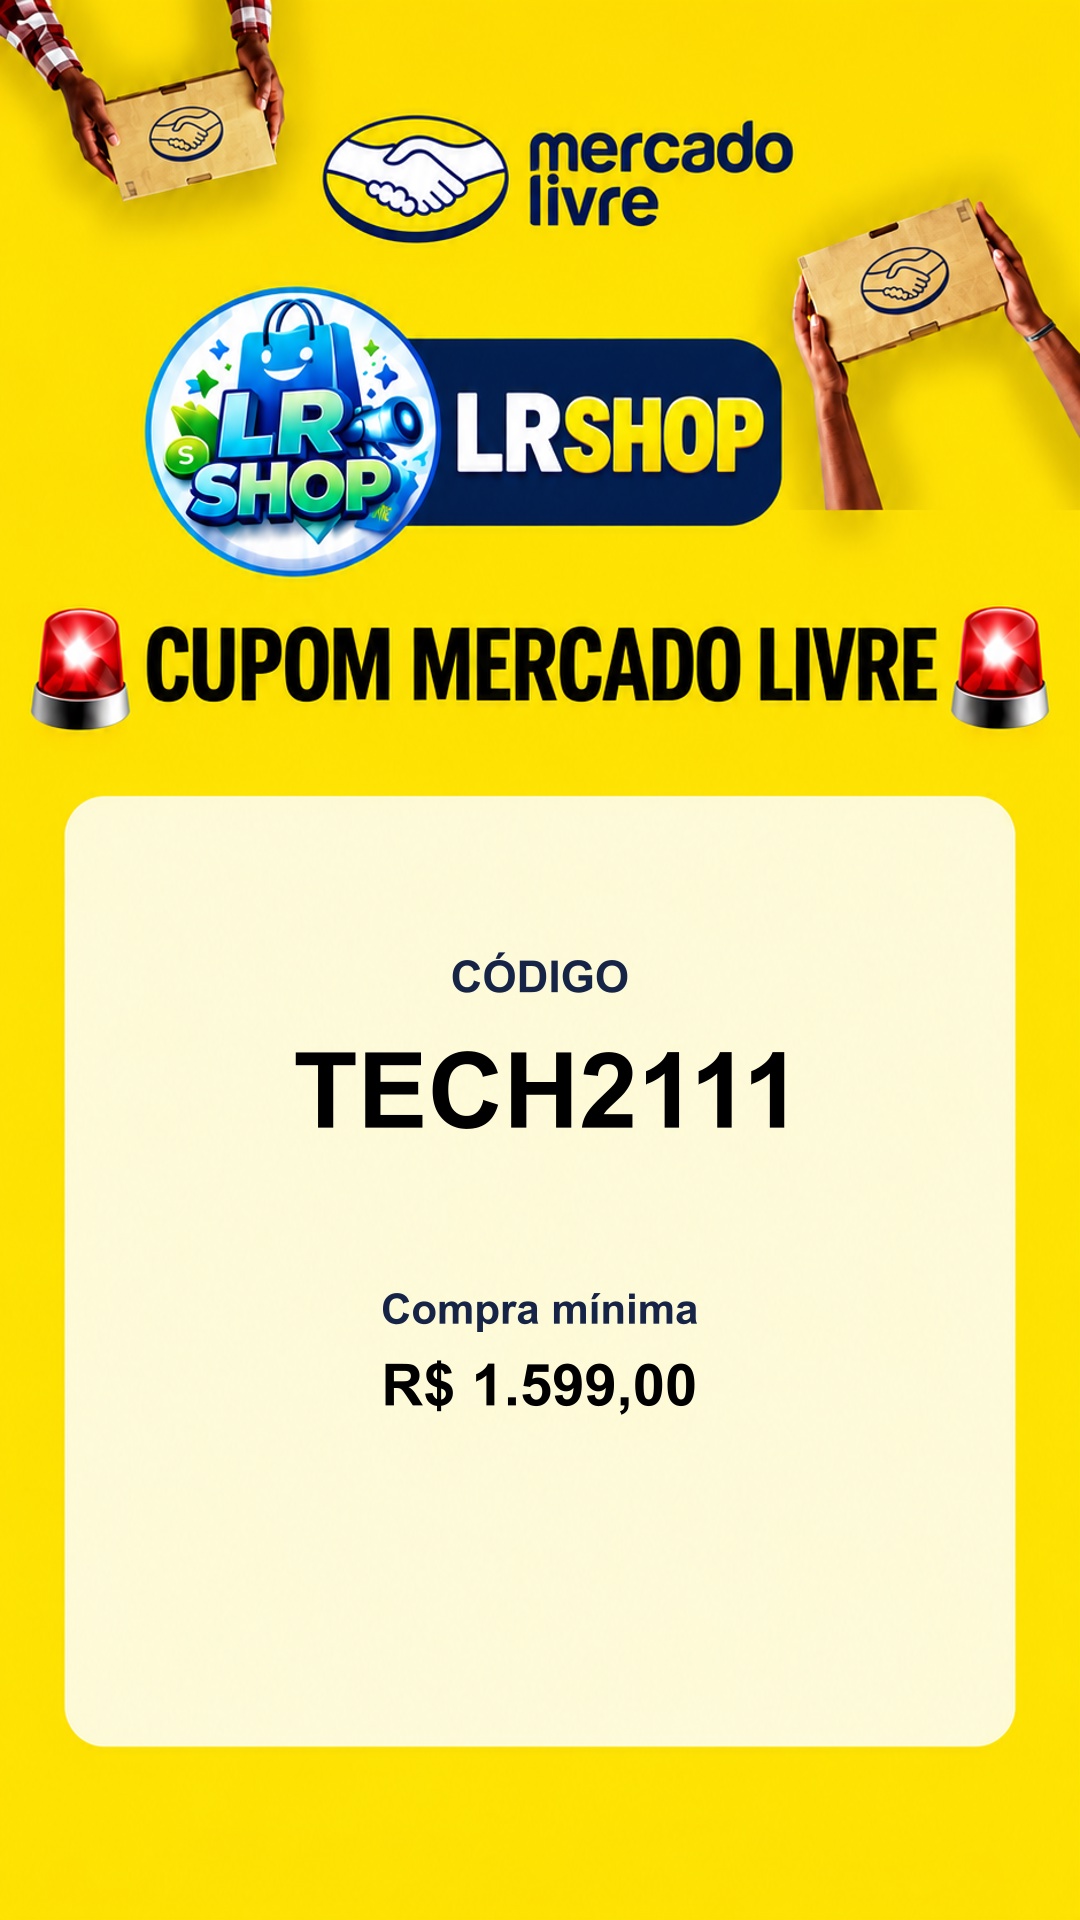 mercado
livre
LR
SHOP
S
LRSHOP
CUPOM MERCADO LIVRE
CÓDIGO
TECH2111
Compra mínima
R$ 1.599,00